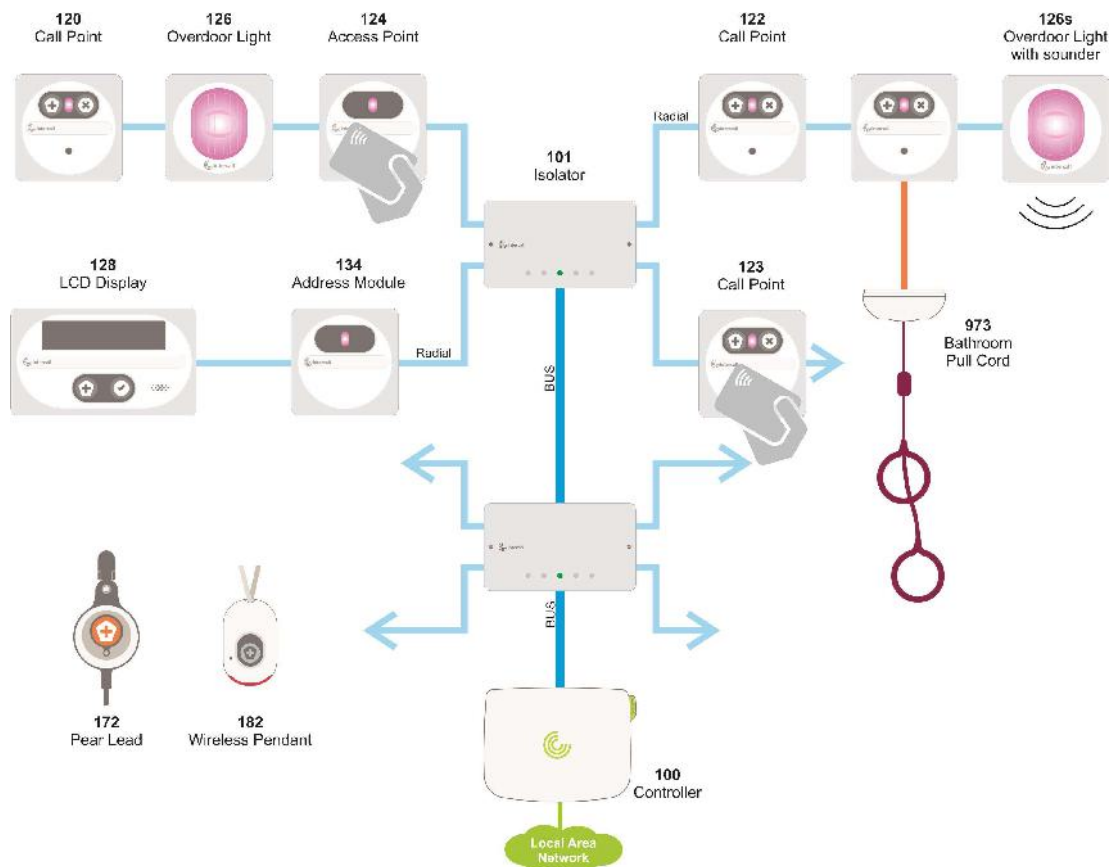 120
Call Point
126
Overdoor Light
124
Access Point
122
Call Point
126s
Overdoor Light
with sounder
Radial
101
Isolator
128
LCD Display
134
Address Module
Radial
123
Call Point
973
Bathroom
Pull Cord
BUS
BUS
172
Pear Lead
182
Wireless Pendant
100
Controller
Local Area
Network